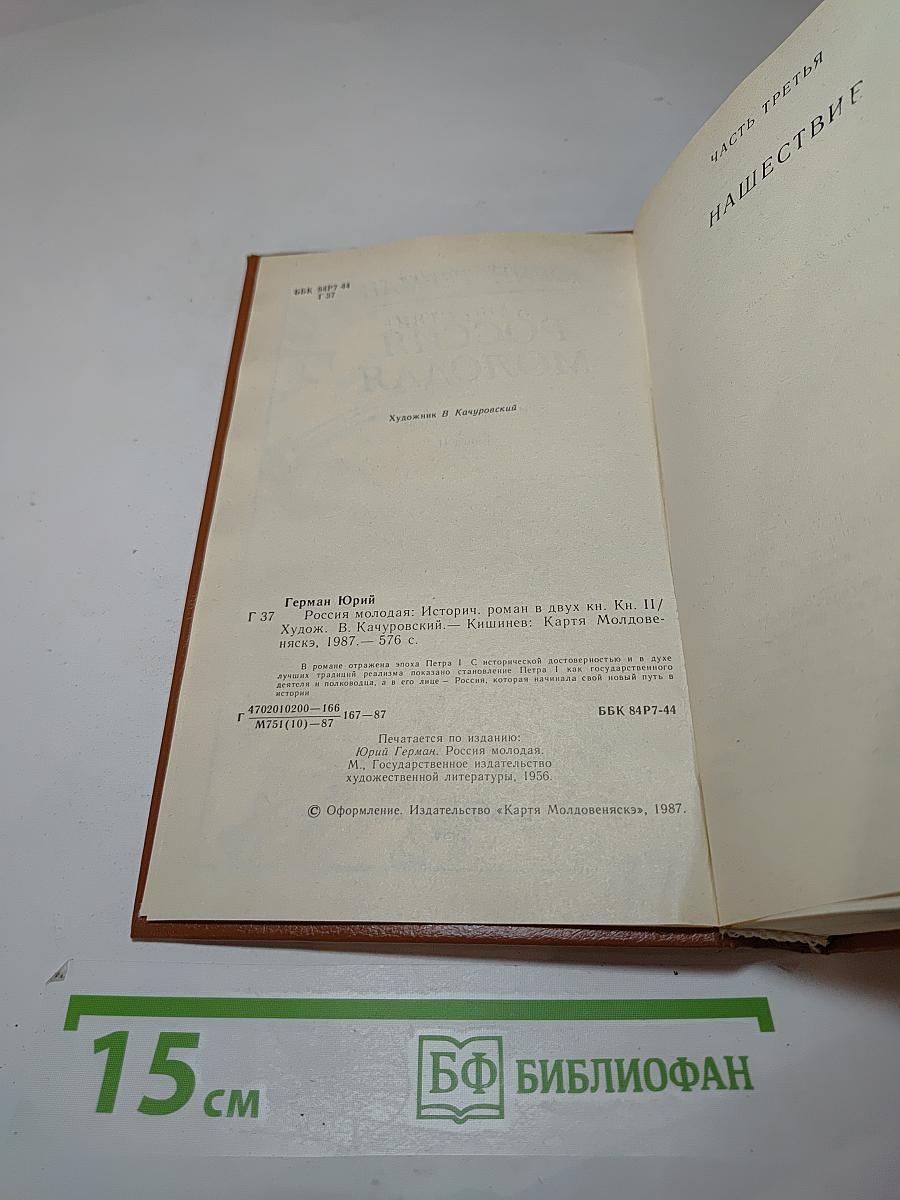 ББК 84Р7-44
Г 37
Художник В Качуровский
Герман Юрий
Г 37 Россия молодая: Историч. роман в двух кн. Кн. II/
Худож. В. Качуровский.— Кишинев: Картя Молдове-
няскэ, 1987.— 576 с.
В романе отражена эпоха Петра I С исторической достоверностью и в духе
лучших традиций реализма показано становление Петра I как государственного
деятеля и полководца, а в его лице – Россия, которая начинала свой новый путь в
истории
Г 4702010200—166
М751(10)—87 167—87 ББК 84Р7-44
Печатается по изданию:
Юрий Герман. Россия молодая.
М., Государственное издательство
художественной литературы, 1956.
© Оформление. Издательство «Картя Молдовеняскэ», 1987.
ЧАСТЬ ТРЕТЬЯ
НАШЕСТВИЕ
РОССИЯ
МОЛОДАЯ
15 см
БФ БИБЛИОФАН